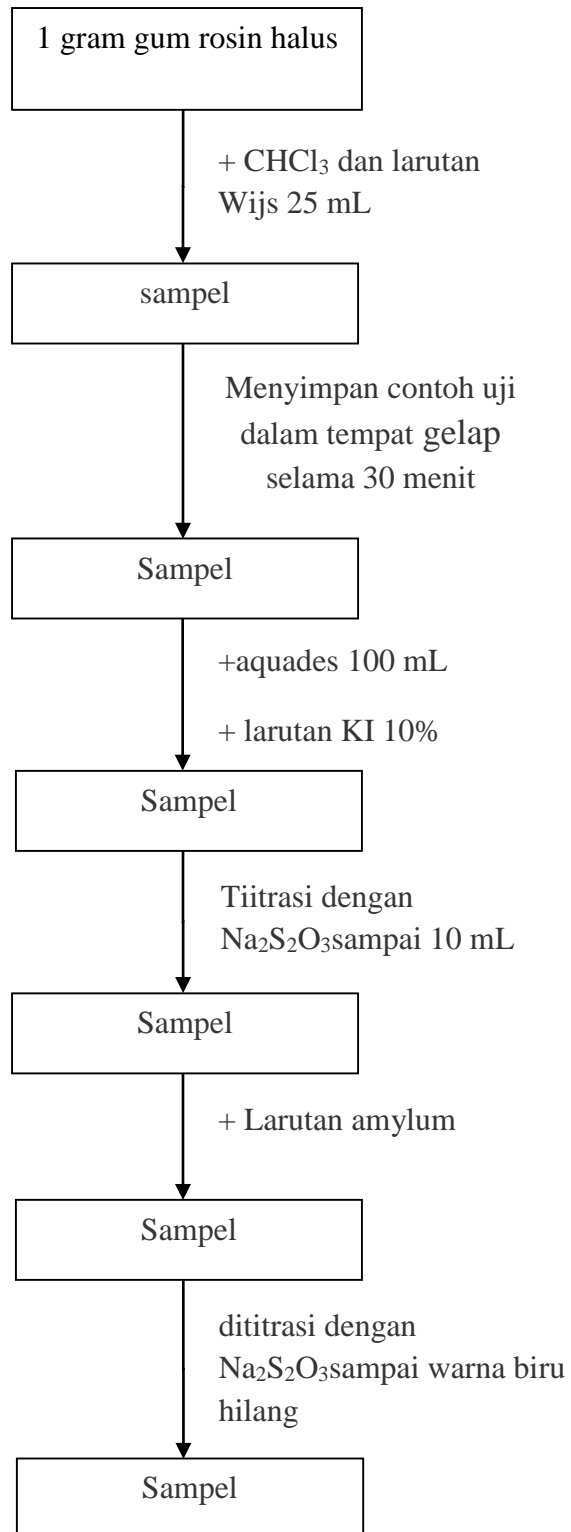 1 gram gum rosin halus
+ CHCl₃ dan larutan
Wijs 25 mL
sampel
Menyimpan contoh uji
dalam tempat gelap
selama 30 menit
Sampel
+aquades 100 mL
+ larutan KI 10%
Sampel
Tiitrasi dengan
Na₂S₂O₃sampai 10 mL
Sampel
+ Larutan amylum
Sampel
dititrasi dengan
Na₂S₂O₃sampai warna biru
hilang
Sampel